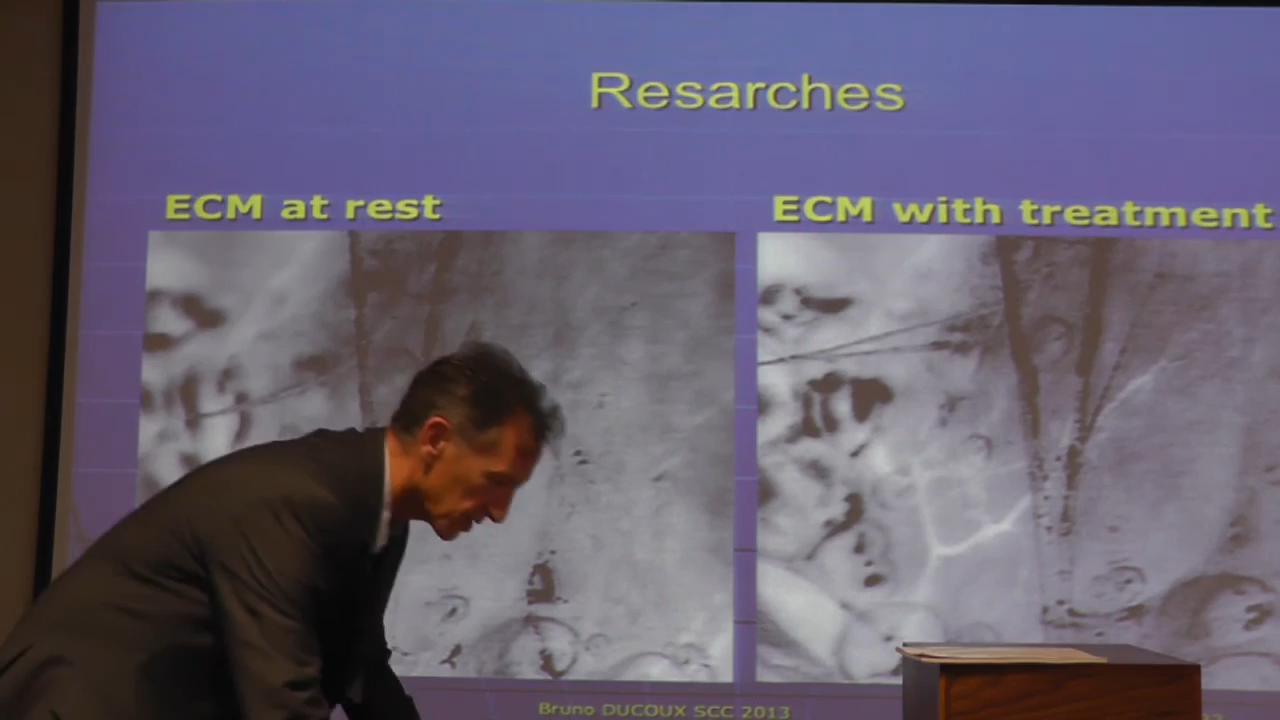 Resarches
ECM at rest
ECM with treatment
Bruno DUCOUX SCC 2013